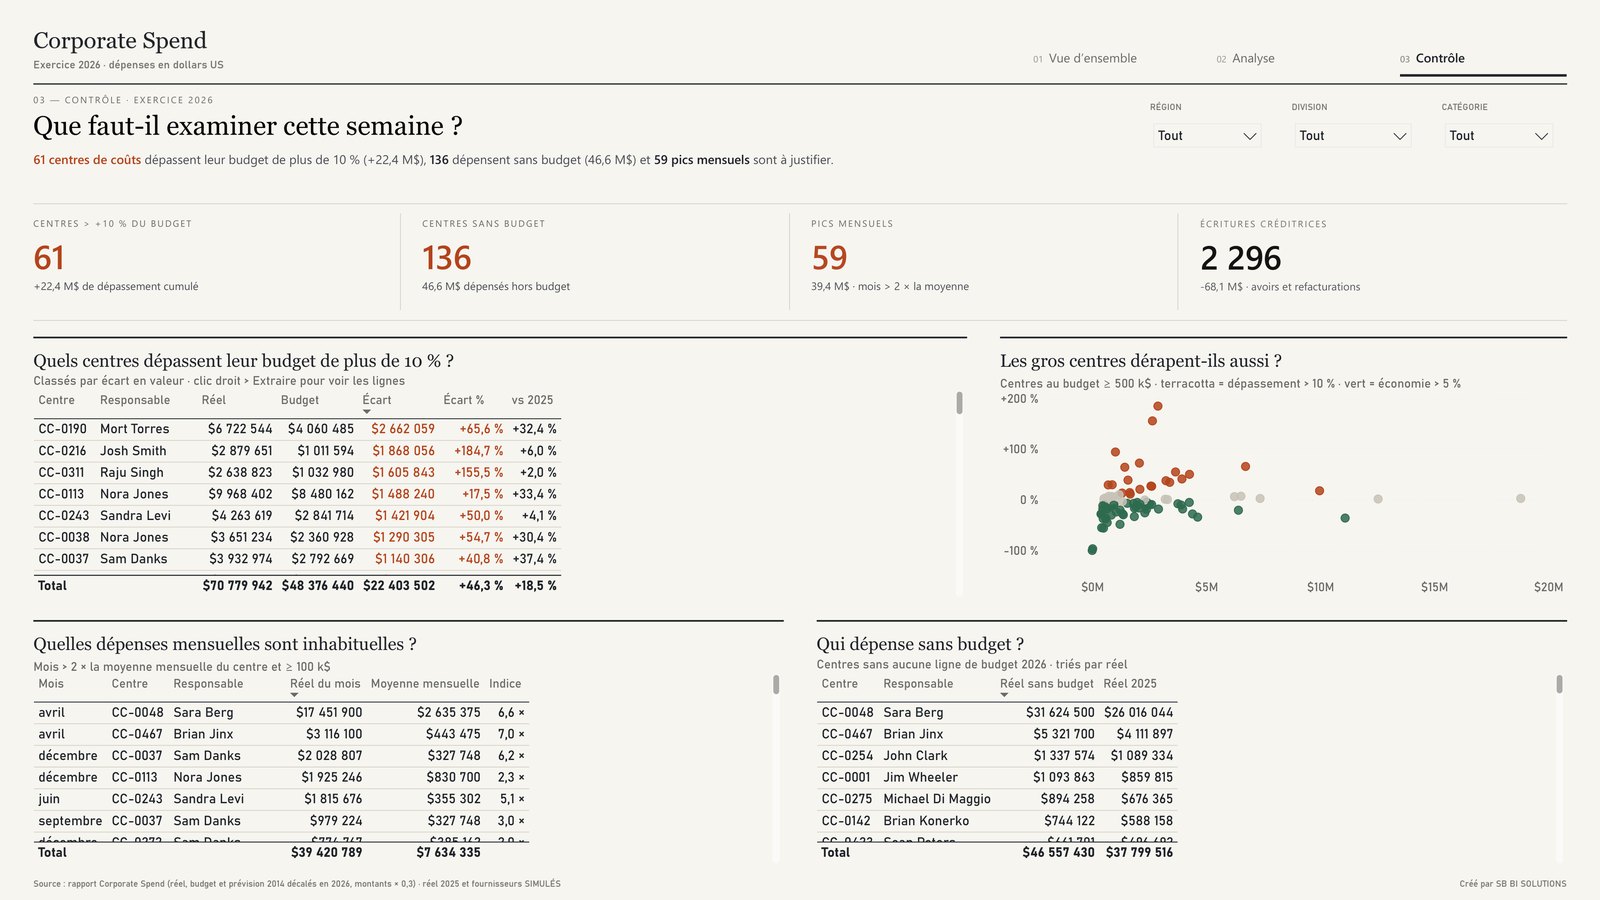 Corporate Spend
Exercice 2026 · dépenses en dollars US
01 Vue d'ensemble
02 Analyse
03 Contrôle
03 — CONTRÔLE · EXERCICE 2026
Que faut-il examiner cette semaine ?
61 centres de coûts dépassent leur budget de plus de 10 % (+22,4 M$), 136 dépensent sans budget (46,6 M$) et 59 pics mensuels sont à justifier.
RÉGION
Tout
DIVISION
Tout
CATÉGORIE
Tout
CENTRES > +10 % DU BUDGET
61
+22,4 M$ de dépassement cumulé
CENTRES SANS BUDGET
136
46,6 M$ dépensés hors budget
PICS MENSUELS
59
39,4 M$ · mois > 2 × la moyenne
ÉCRITURES CRÉDITRICES
2 296
-68,1 M$ · avoirs et refacturations
Quels centres dépassent leur budget de plus de 10 % ?
Classés par écart en valeur · clic droit > Extraire pour voir les lignes
Centre Responsable Réel Budget Écart Écart % vs 2025
CC-0190 Mort Torres $6 722 544 $4 060 485 $2 662 059 +65,6 % +32,4 %
CC-0216 Josh Smith $2 879 651 $1 011 594 $1 868 056 +184,7 % +6,0 %
CC-0311 Raju Singh $2 638 823 $1 032 980 $1 605 843 +155,5 % +2,0 %
CC-0113 Nora Jones $9 968 402 $8 480 162 $1 488 240 +17,5 % +33,4 %
CC-0243 Sandra Levi $4 263 619 $2 841 714 $1 421 904 +50,0 % +4,1 %
CC-0038 Nora Jones $3 651 234 $2 360 928 $1 290 305 +54,7 % +30,4 %
CC-0037 Sam Danks $3 932 974 $2 792 669 $1 140 306 +40,8 % +37,4 %
Total $70 779 942 $48 376 440 $22 403 502 +46,3 % +18,5 %
Les gros centres dérapent-ils aussi ?
Centres au budget ≥ 500 k$ · terracotta = dépassement > 10 % · vert = économie > 5 %
+200 %
+100 %
0 %
-100 %
$0M $5M $10M $15M $20M
Quelles dépenses mensuelles sont inhabituelles ?
Mois > 2 × la moyenne mensuelle du centre et ≥ 100 k$
Mois Centre Responsable Réel du mois Moyenne mensuelle Indice
avril CC-0048 Sara Berg $17 451 900 $2 635 375 6,6 ×
avril CC-0467 Brian Jinx $3 116 100 $443 475 7,0 ×
décembre CC-0037 Sam Danks $2 028 807 $327 748 6,2 ×
décembre CC-0113 Nora Jones $1 925 246 $830 700 2,3 ×
juin CC-0243 Sandra Levi $1 815 676 $355 302 5,1 ×
septembre CC-0037 Sam Danks $979 224 $327 748 3,0 ×
Total $39 420 789 $7 634 335
Qui dépense sans budget ?
Centres sans aucune ligne de budget 2026 · triés par réel
Centre Responsable Réel sans budget Réel 2025
CC-0048 Sara Berg $31 624 500 $26 016 044
CC-0467 Brian Jinx $5 321 700 $4 111 897
CC-0254 John Clark $1 337 574 $1 089 334
CC-0001 Jim Wheeler $1 093 863 $859 815
CC-0275 Michael Di Maggio $894 258 $676 365
CC-0142 Brian Konerko $744 122 $588 158
Total $46 557 430 $37 799 516
Source : rapport Corporate Spend (réel, budget et prévision 2014 décalés en 2026, montants × 0,3) · réel 2025 et fournisseurs SIMULÉS
Créé par SB BI SOLUTIONS